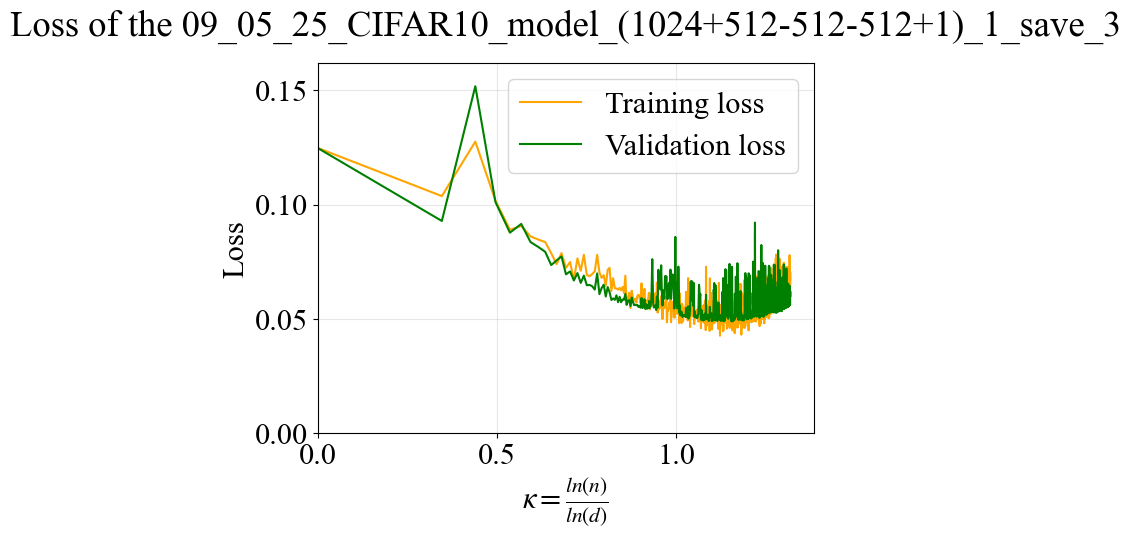 Loss of the 09_05_25_CIFAR10_model_(1024+512-512-512+1)_1_save_3
0.15
0.10
0.05
0.00
Loss
Training loss
Validation loss
0.0 0.5 1.0
κ = ln(n)/ln(d)